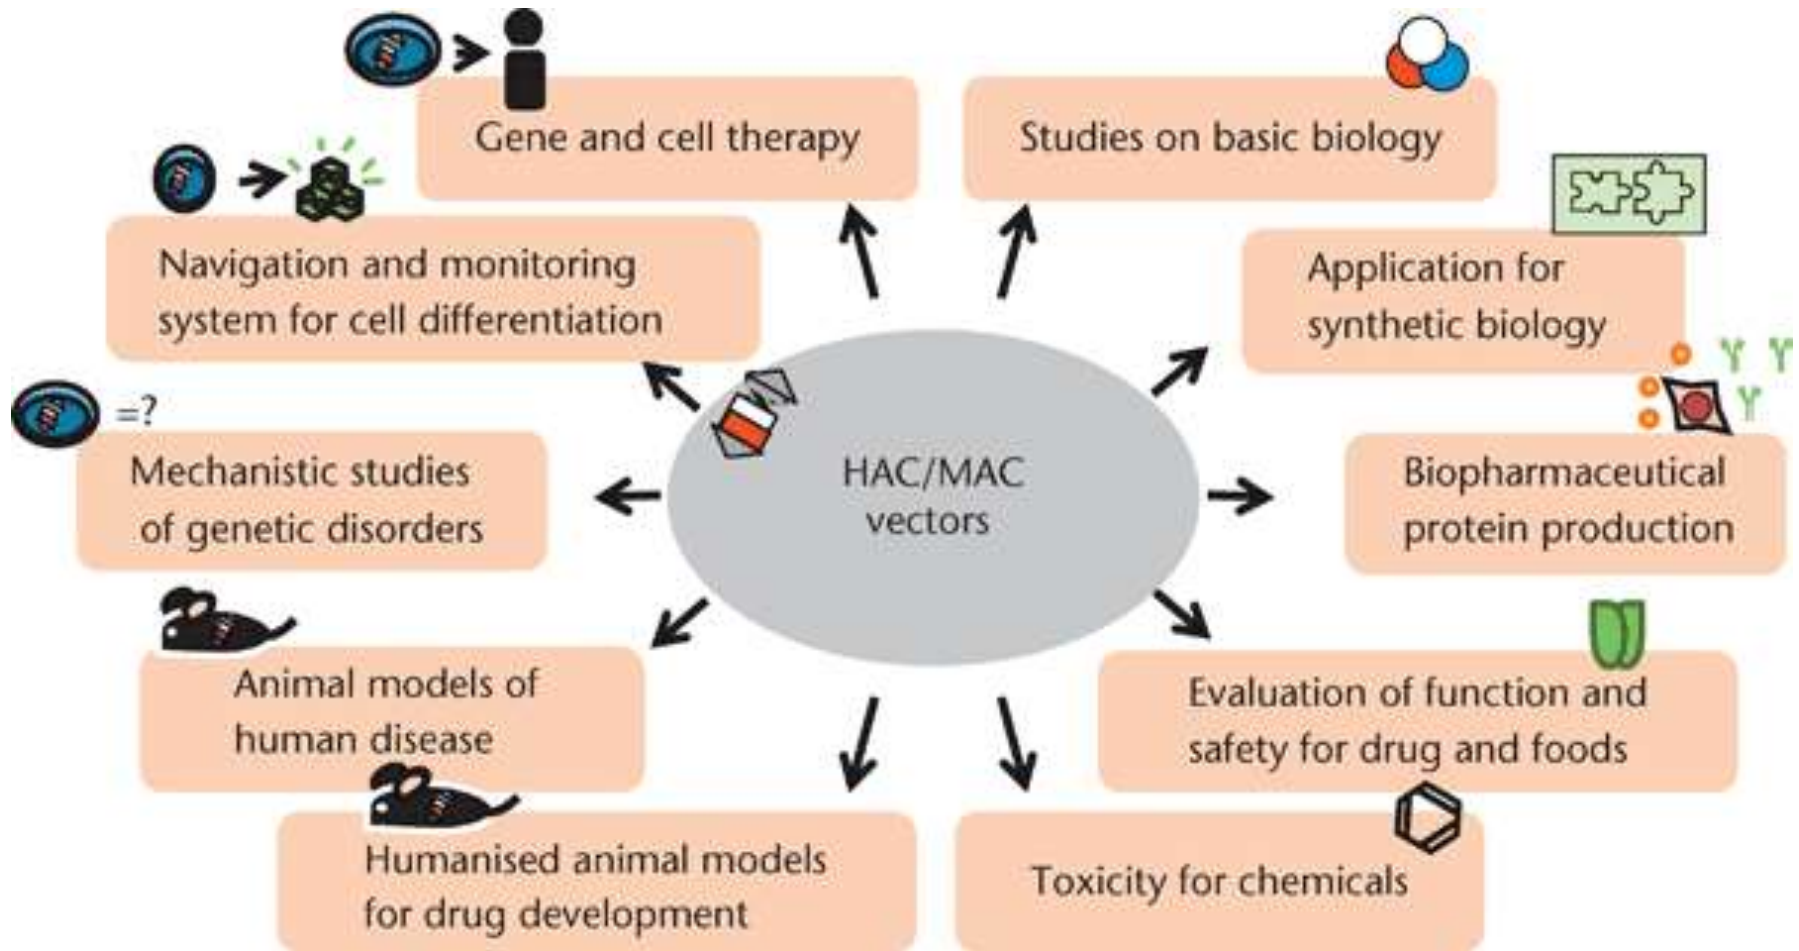 Gene and cell therapy
Studies on basic biology
Navigation and monitoring
system for cell differentiation
Application for
synthetic biology
=?
Mechanistic studies
of genetic disorders
HAC/MAC
vectors
Biopharmaceutical
protein production
Animal models of
human disease
Evaluation of function and
safety for drug and foods
Humanised animal models
for drug development
Toxicity for chemicals